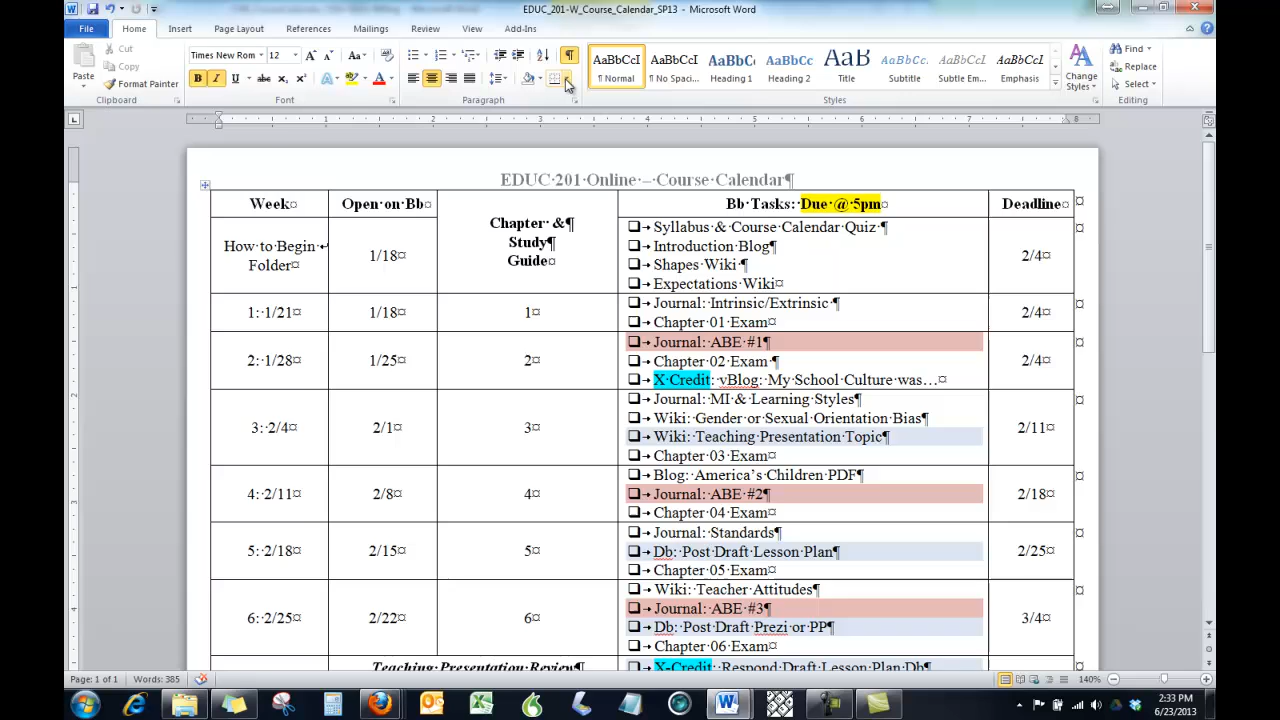 EDUC_201-W_Course_Calendar_SP13 - Microsoft Word
File Home Insert Page Layout References Mailings Review View Add-Ins
Paste Cut Copy Format Painter Clipboard
Times New Rom 12 Font
Paragraph
AaBbCcI AaBbCcI AaBbC AaBbCc AaB AaBbCcI AaBbCcI AaBbCcI
¶ Normal ¶ No Spaci... Heading 1 Heading 2 Title Subtitle Subtle Em... Emphasis
Styles
Change Styles
Find Replace Select Editing
EDUC·201·Online·–·Course·Calendar¶
Week¤ Open·on·Bb¤ Chapter·&¶ Study¶ Guide¤ Bb·Tasks:·Due·@·5pm¤ Deadline¤
How·to·Begin·↵ Folder¤ 1/18¤ 2/4¤
❑→Syllabus·&·Course·Calendar·Quiz·¶
❑→Introduction·Blog¶
❑→Shapes·Wiki·¶
❑→Expectations·Wiki¤
1:·1/21¤ 1/18¤ 1¤ 2/4¤
❑→Journal:·Intrinsic/Extrinsic·¶
❑→Chapter·01·Exam¤
2:·1/28¤ 1/25¤ 2¤ 2/4¤
❑→Journal:·ABE·#1¶
❑→Chapter·02·Exam·¶
❑→X·Credit:·vBlog:·My·School·Culture·was…¤
3:·2/4¤ 2/1¤ 3¤ 2/11¤
❑→Journal:·MI·&·Learning·Styles¶
❑→Wiki:·Gender·or·Sexual·Orientation·Bias¶
❑→Wiki:·Teaching·Presentation·Topic¶
❑→Chapter·03·Exam¤
4:·2/11¤ 2/8¤ 4¤ 2/18¤
❑→Blog:·America's·Children·PDF¶
❑→Journal:·ABE·#2¶
❑→Chapter·04·Exam¤
5:·2/18¤ 2/15¤ 5¤ 2/25¤
❑→Journal:·Standards¶
❑→Db:·Post·Draft·Lesson·Plan¶
❑→Chapter·05·Exam¤
6:·2/25¤ 2/22¤ 6¤ 3/4¤
❑→Wiki:·Teacher·Attitudes¶
❑→Journal:·ABE·#3¶
❑→Db:·Post·Draft·Prezi·or·PP¶
❑→Chapter·06·Exam¤
Teaching·Presentation·Review¶
❑→X-Credit:·Respond·Draft·Lesson·Plan·Db¶
Page: 1 of 1 Words: 385 140%
2:33 PM
6/23/2013